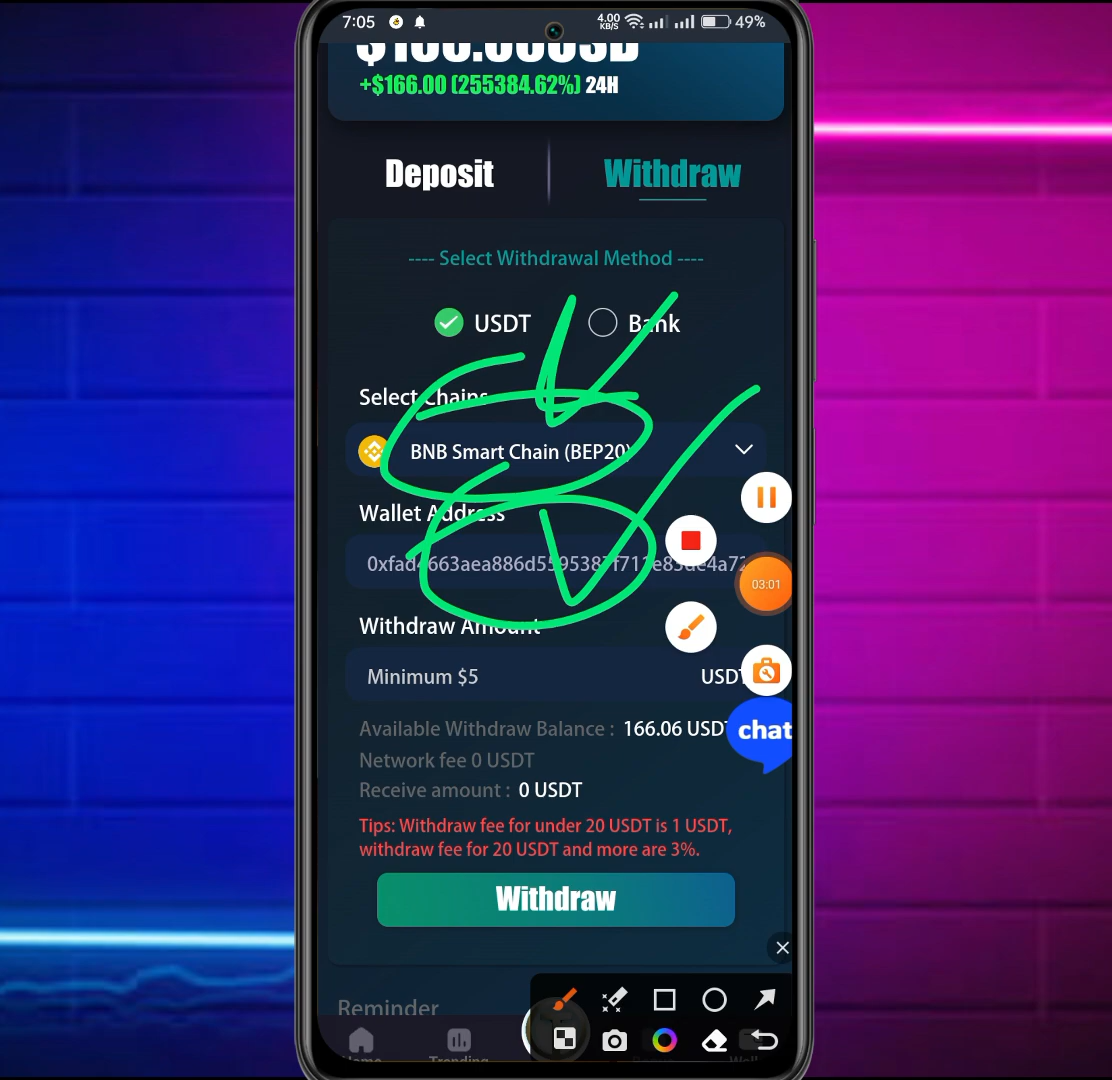 7:05
4.00 KB/S
49%
+$166.00 (255384.62%) 24H
Deposit
Withdraw
---- Select Withdrawal Method ----
USDT
Bank
Select Chains
BNB Smart Chain (BEP20)
Wallet Address
Withdraw Amount
03:01
Minimum $5
USDT
Available Withdraw Balance : 166.06 USDT
chat
Network fee 0 USDT
Receive amount : 0 USDT
Tips: Withdraw fee for under 20 USDT is 1 USDT,
withdraw fee for 20 USDT and more are 3%.
Withdraw
Reminder
Home
Trending